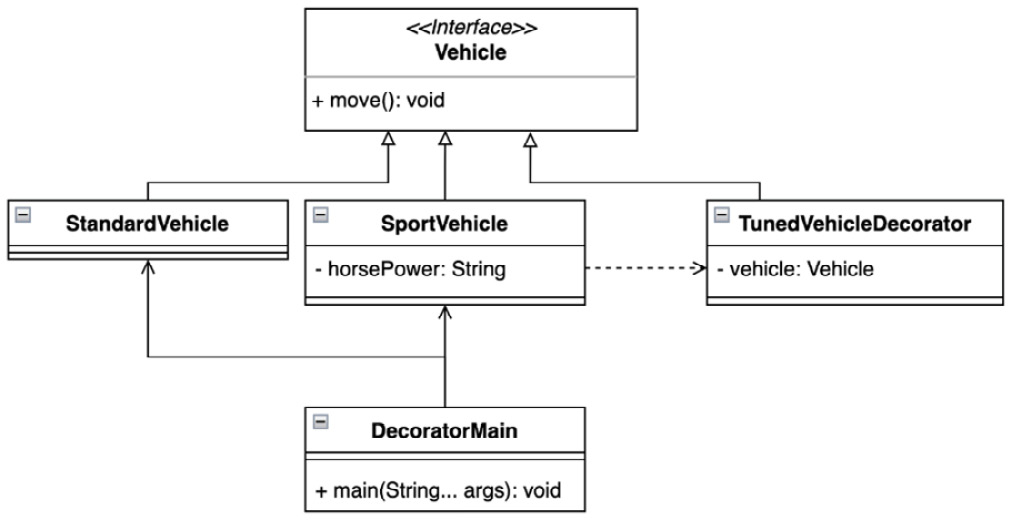 <<Interface>>
Vehicle
+ move(): void
StandardVehicle
SportVehicle
- horsePower: String
TunedVehicleDecorator
- vehicle: Vehicle
DecoratorMain
+ main(String... args): void